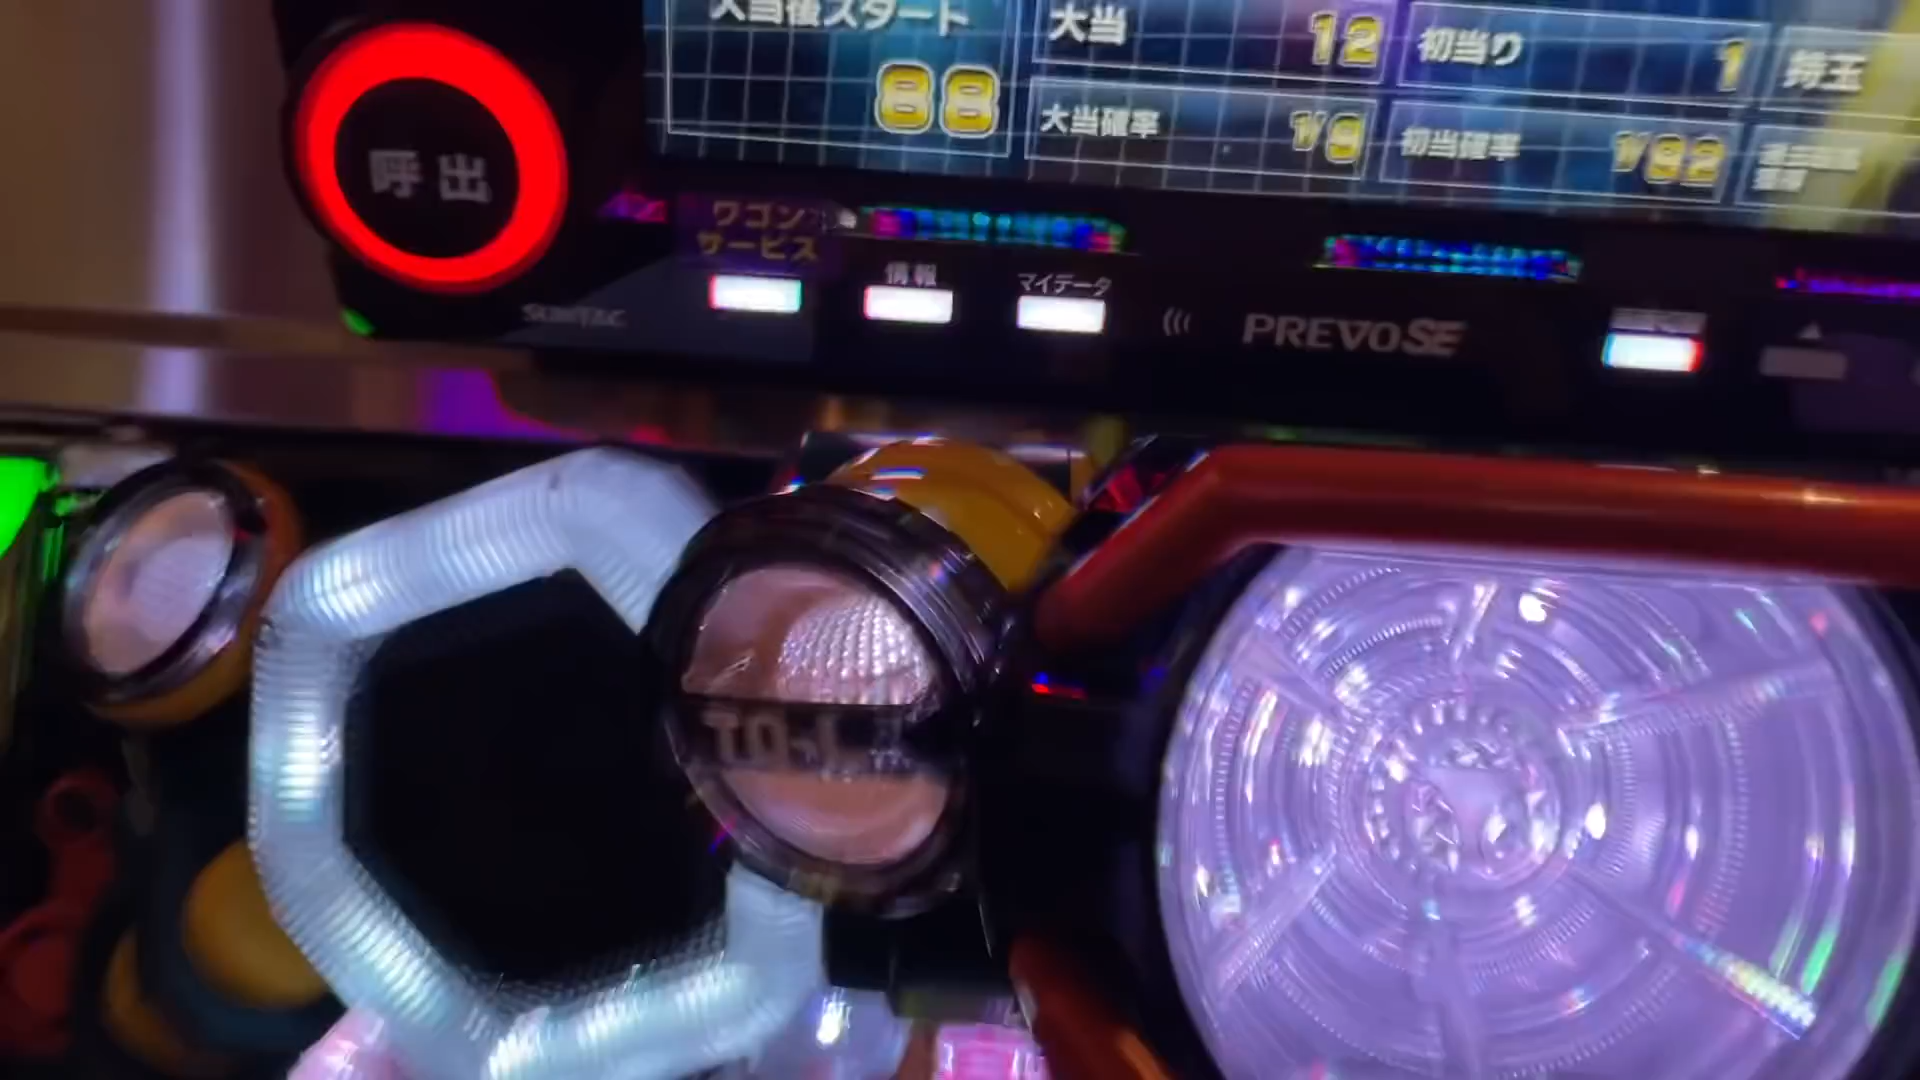 大当後スタート
88
大当 12
初当り 1
持玉
大当確率 1/9
初当確率 1/92
呼出
ワゴン
サービス
情報
マイデータ
SUNTAC
PREVOSE